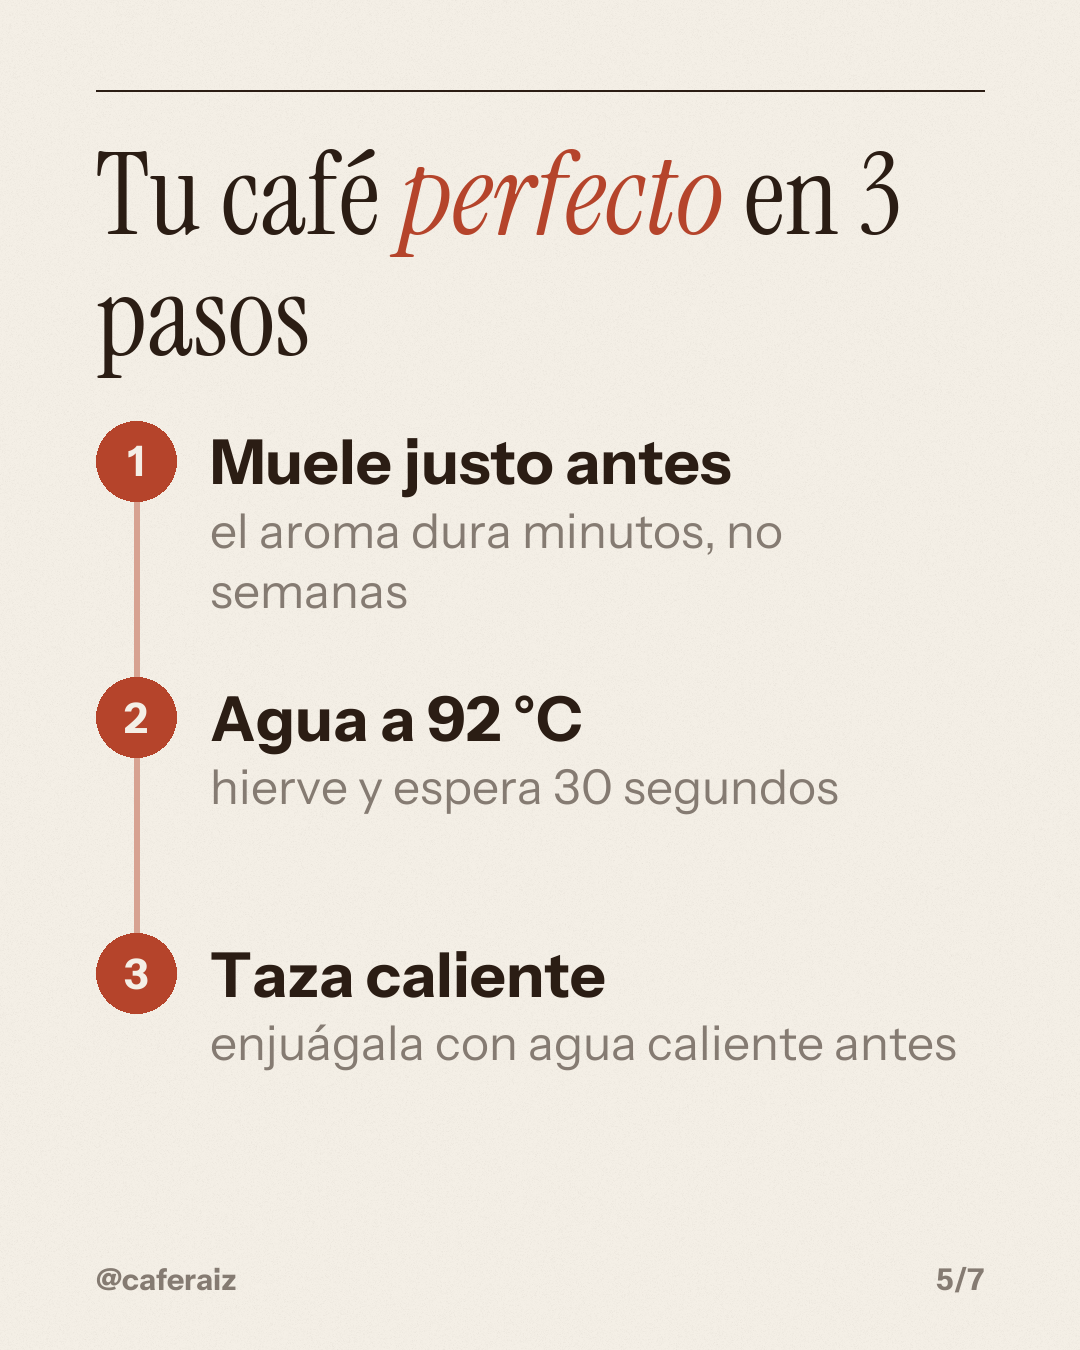 Tu café perfecto en 3
pasos
1
Muele justo antes
el aroma dura minutos, no
semanas
2
Agua a 92 °C
hierve y espera 30 segundos
3
Taza caliente
enjuágala con agua caliente antes
@caferaiz
5/7